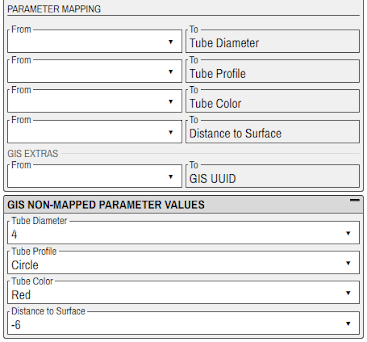 PARAMETER MAPPING
From To
Tube Diameter
From To
Tube Profile
From To
Tube Color
From To
Distance to Surface
GIS EXTRAS
From To
GIS UUID
GIS NON-MAPPED PARAMETER VALUES
Tube Diameter
4
Tube Profile
Circle
Tube Color
Red
Distance to Surface
-6